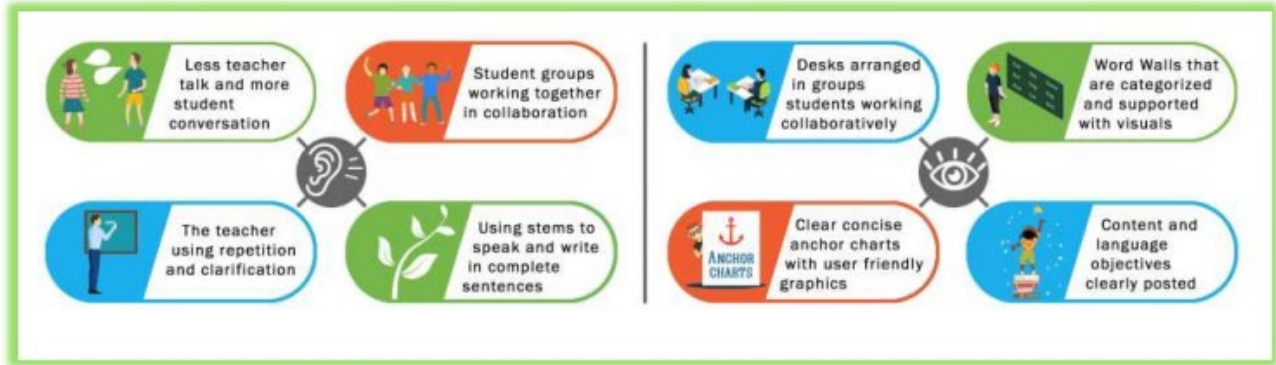 Less teacher
talk and more
student
conversation
Student groups
working together
in collaboration
The teacher
using repetition
and clarification
Using stems to
speak and write
in complete
sentences
Desks arranged
in groups
students working
collaboratively
Word Walls that
are categorized
and supported
with visuals
ANCHOR
CHARTS
Clear concise
anchor charts
with user friendly
graphics
Content and
language
objectives
clearly posted